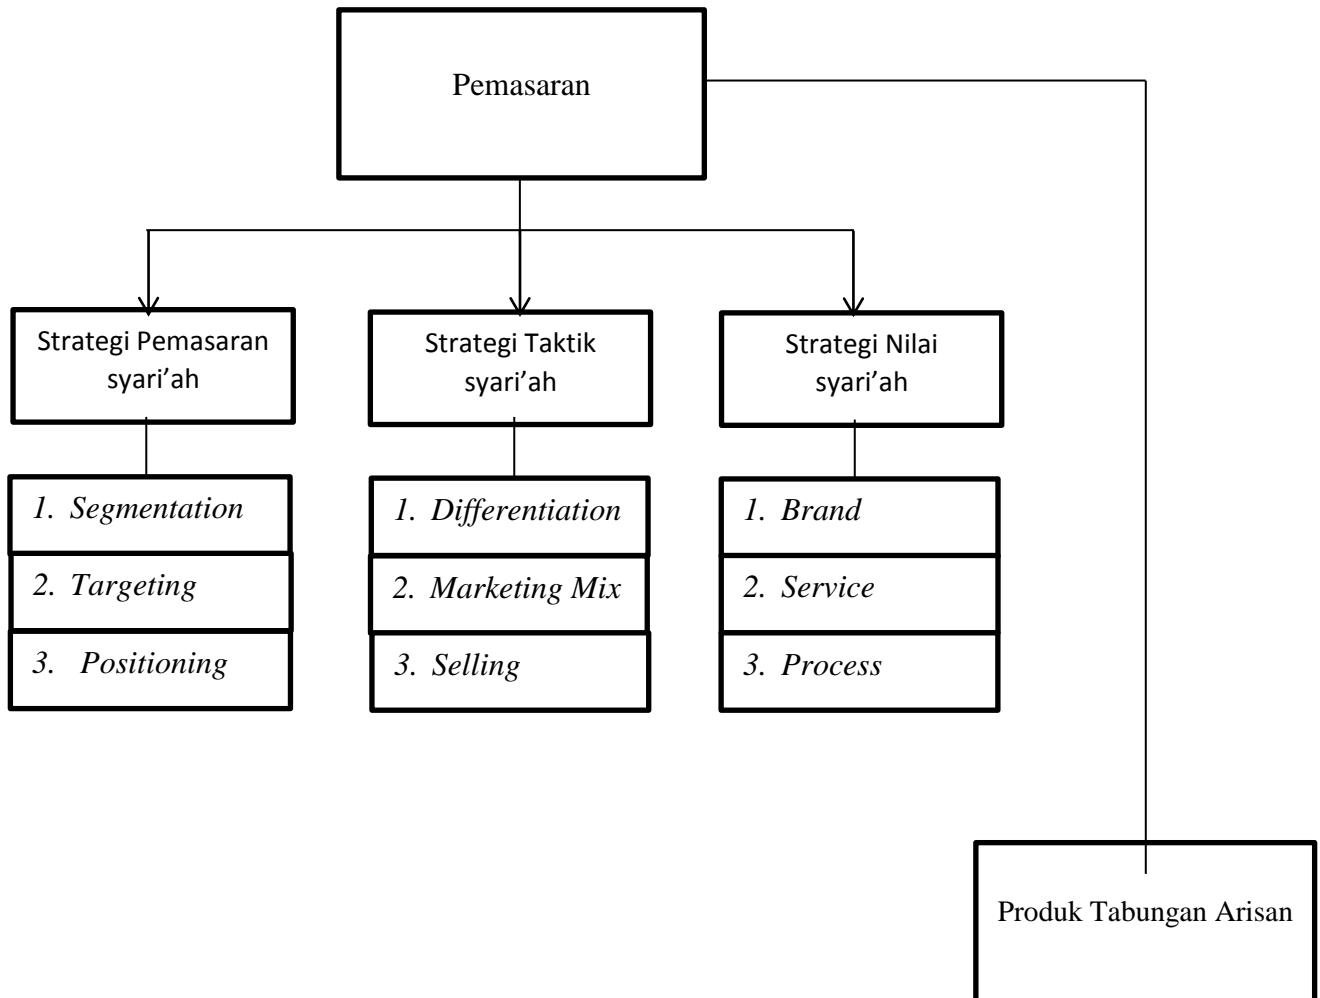 Pemasaran
Strategi Pemasaran
syari’ah
Strategi Taktik
syari’ah
Strategi Nilai
syari’ah
1. Segmentation
2. Targeting
3. Positioning
1. Differentiation
2. Marketing Mix
3. Selling
1. Brand
2. Service
3. Process
Produk Tabungan Arisan